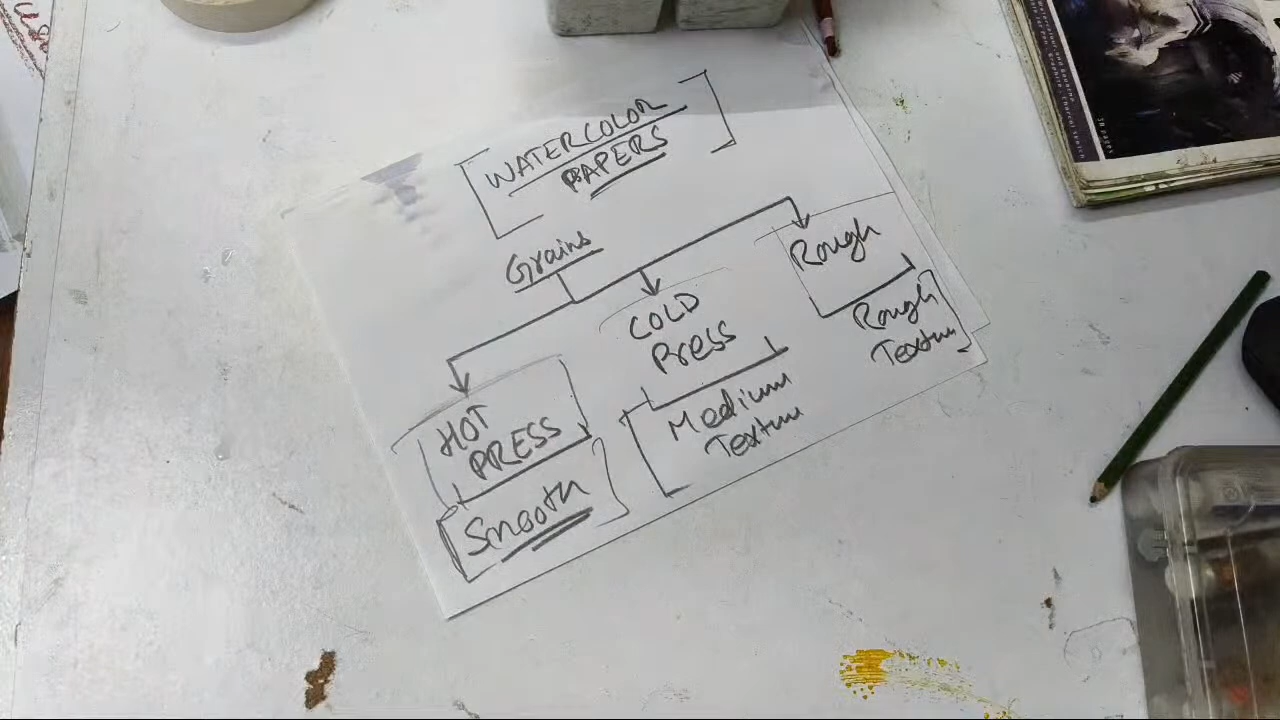 WATERCOLOR
PAPERS
Grains
HOT
PRESS
Smooth
COLD
Press
Medium
Texture
Rough
Rough
Texture